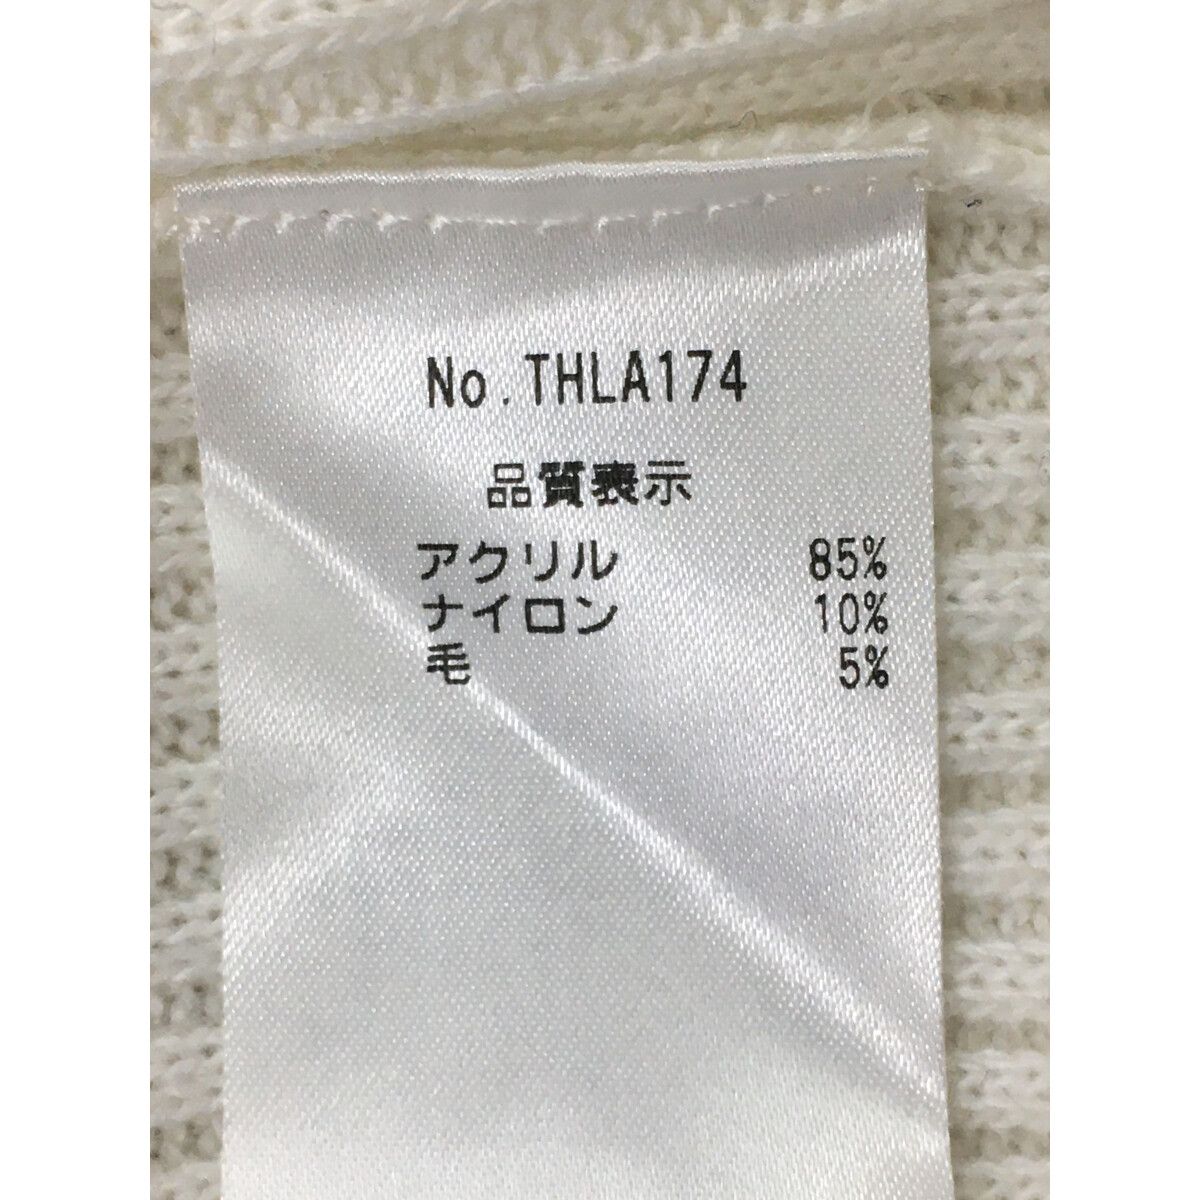 No.THLA174
品質表示
アクリル 85%
ナイロン 10%
毛 5%